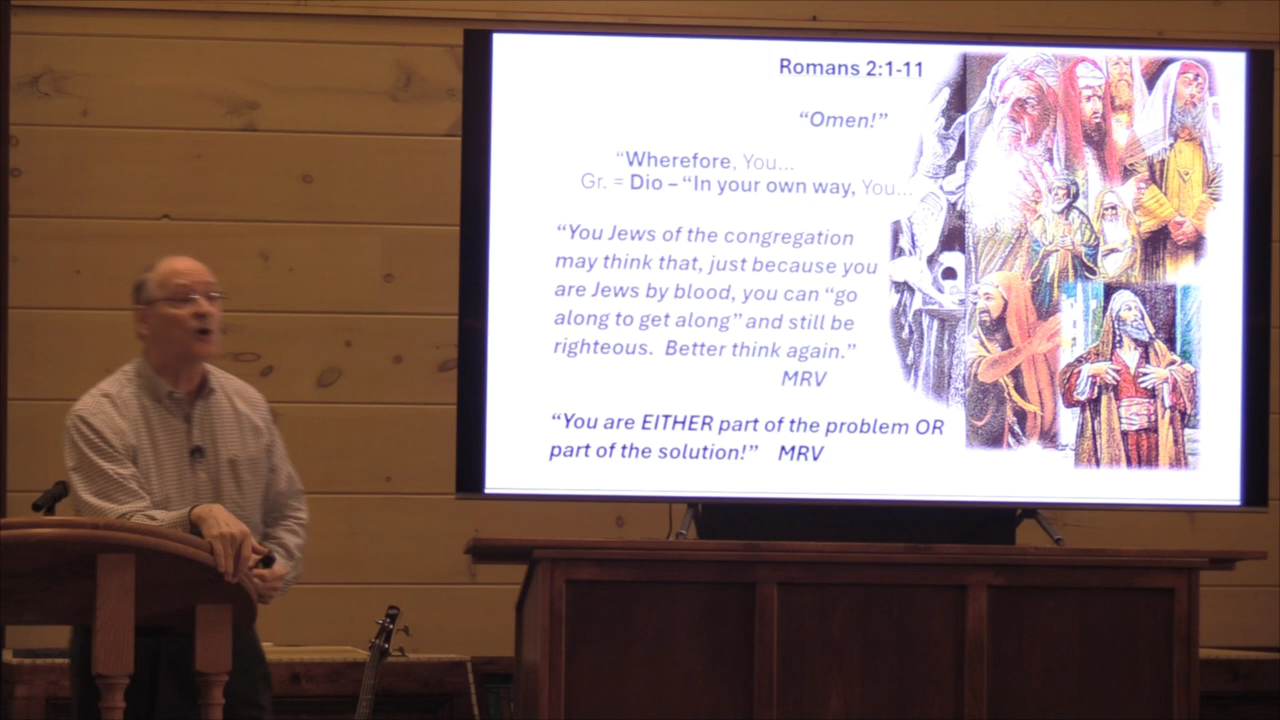 Romans 2:1-11
“Omen!”
“Wherefore, You...
Gr. = Dio – “In your own way, You...
“You Jews of the congregation
may think that, just because you
are Jews by blood, you can “go
along to get along” and still be
righteous.  Better think again.”
MRV
“You are EITHER part of the problem OR
part of the solution!”   MRV